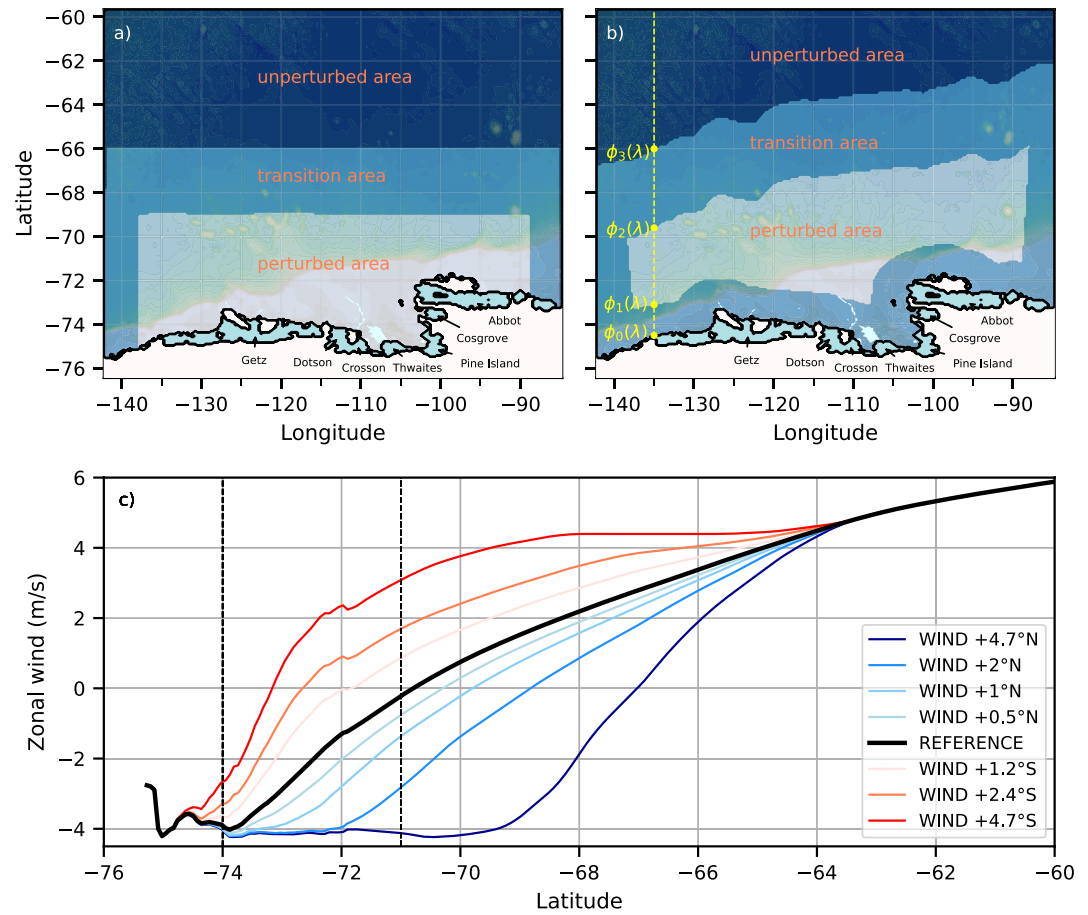 a)
unperturbed area
transition area
perturbed area
Abbot
Cosgrove
Getz
Dotson
Crosson
Thwaites
Pine Island
−60
−62
−64
−66
−68
−70
−72
−74
−76
Latitude
−140
−130
−120
−110
−100
−90
Longitude
b)
unperturbed area
transition area
perturbed area
ϕ₃(λ)
ϕ₂(λ)
ϕ₁(λ)
ϕ₀(λ)
Abbot
Cosgrove
Getz
Dotson
Crosson
Thwaites
Pine Island
−140
−130
−120
−110
−100
−90
Longitude
c)
6
4
2
0
−2
−4
Zonal wind (m/s)
WIND +4.7°N
WIND +2°N
WIND +1°N
WIND +0.5°N
REFERENCE
WIND +1.2°S
WIND +2.4°S
WIND +4.7°S
−76
−74
−72
−70
−68
−66
−64
−62
−60
Latitude